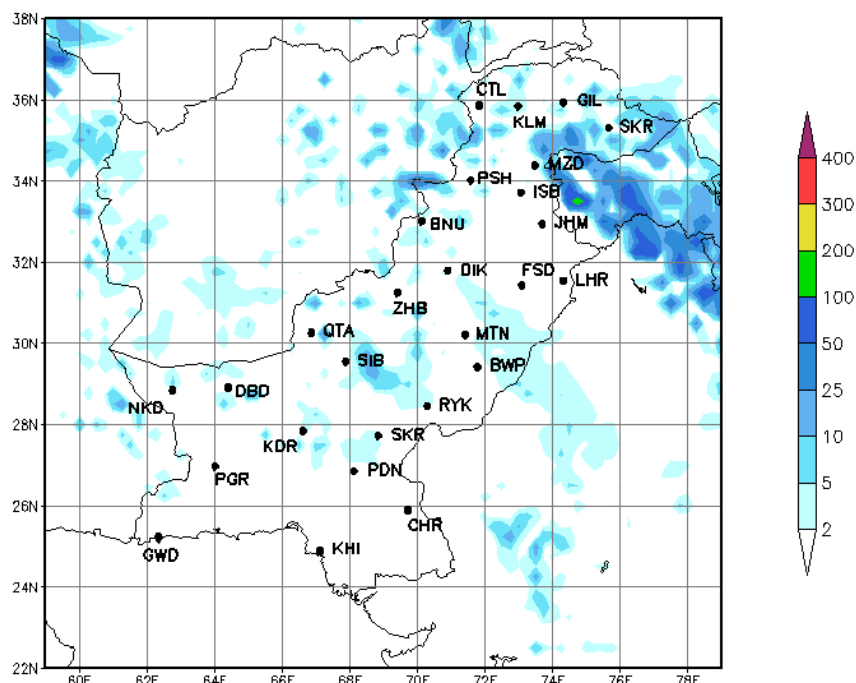 38N
36N
34N
32N
30N
28N
26N
24N
22N
CTL
GIL
KLM
SKR
MZD
PSH
ISB
BNU
JHM
DIK
FSD
LHR
ZHB
QTA
MTN
SIB
BWP
NKD
DBD
RYK
KDR
SKR
PDN
PGR
CHR
GWD
KHI
60E 62E 64E 66E 68E 70E 72E 74E 76E 78E
400
300
200
100
50
25
10
5
2